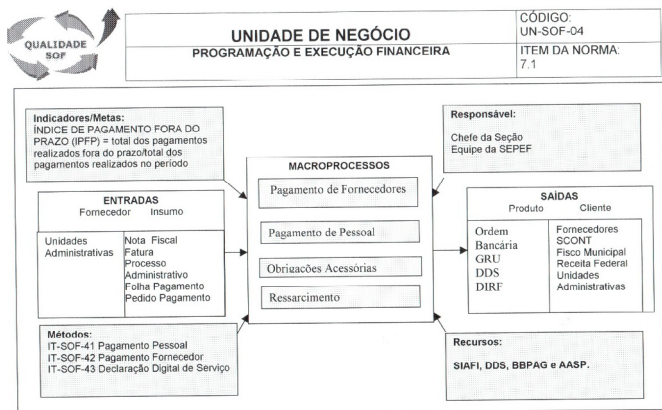 QUALIDADE
SOF
UNIDADE DE NEGÓCIO
PROGRAMAÇÃO E EXECUÇÃO FINANCEIRA
CÓDIGO:
UN-SOF-04
ITEM DA NORMA:
7.1
Indicadores/Metas:
ÍNDICE DE PAGAMENTO FORA DO
PRAZO (IPFP) = total dos pagamentos
realizados fora do prazo/total dos
pagamentos realizados no período
Responsável:
Chefe da Seção
Equipe da SEPEF
ENTRADAS
Fornecedor Insumo
Unidades
Administrativas
Nota Fiscal
Fatura
Processo
Administrativo
Folha Pagamento
Pedido Pagamento
MACROPROCESSOS
Pagamento de Fornecedores
Pagamento de Pessoal
Obrigações Acessórias
Ressarcimento
SAÍDAS
Produto Cliente
Ordem
Bancária
GRU
DDS
DIRF
Fornecedores
SCONT
Fisco Municipal
Receita Federal
Unidades
Administrativas
Métodos:
IT-SOF-41 Pagamento Pessoal
IT-SOF-42 Pagamento Fornecedor
IT-SOF-43 Declaração Digital de Serviço
Recursos:
SIAFI, DDS, BBPAG e AASP.